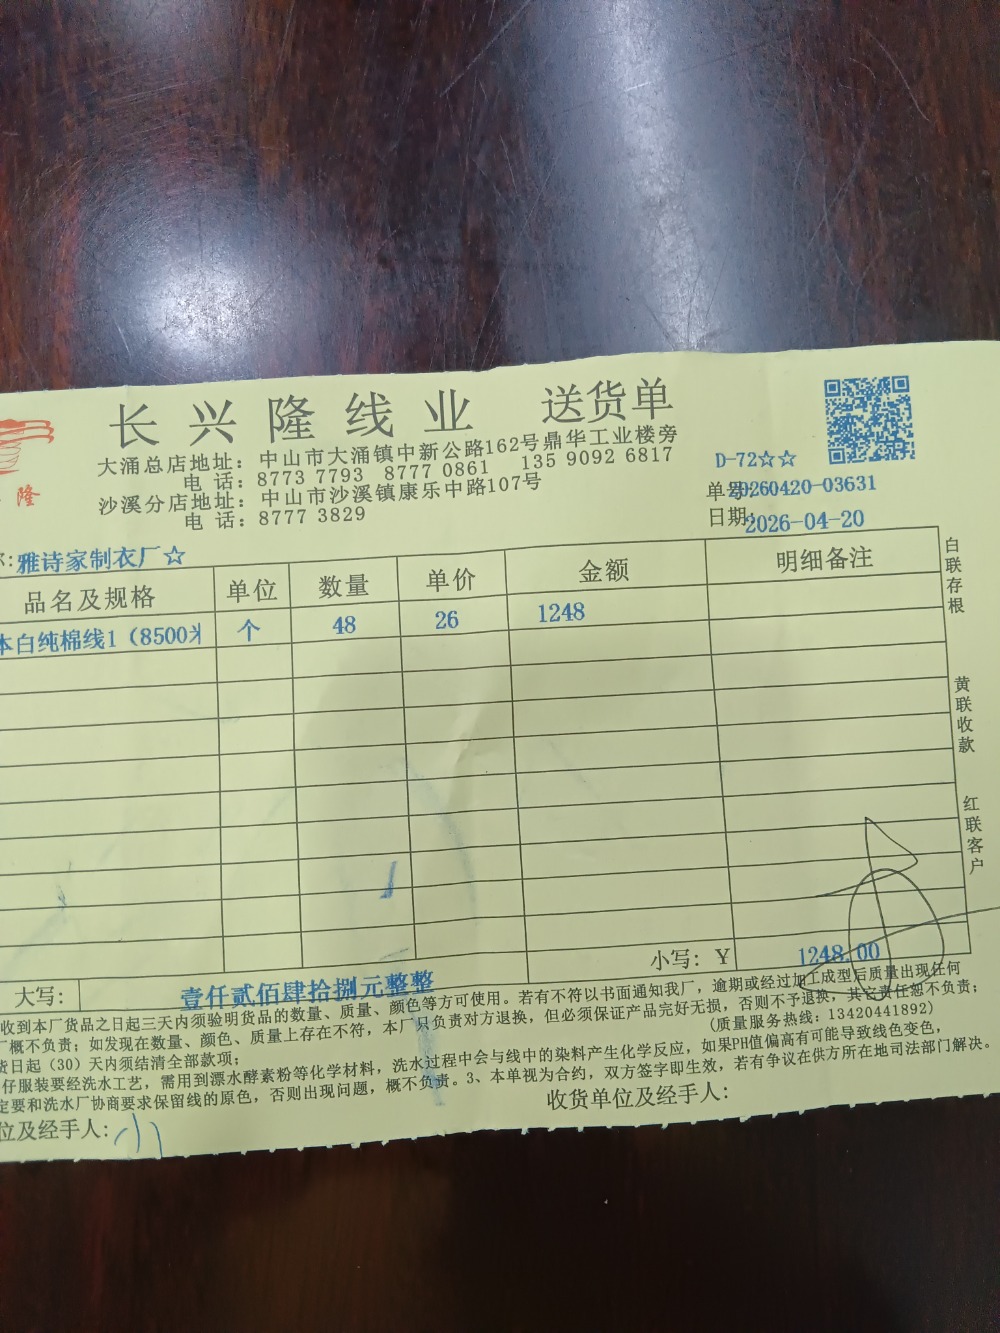 长兴隆线业 送货单
隆
大涌总店地址：中山市大涌镇中新公路162号鼎华工业楼旁
电 话：8773 7793 8777 0861 135 9092 6817
沙溪分店地址：中山市沙溪镇康乐中路107号
电 话：8777 3829
D-72☆☆
单号:20260420-03631
日期:2026-04-20
称:雅诗家制衣厂☆
品名及规格 单位 数量 单价 金额 明细备注
本白纯棉线1（8500米 个 48 26 1248
白联存根
黄联收款
红联客户
小写：￥ 1248.00
大写： 壹仟贰佰肆拾捌元整整
收到本厂货品之日起三天内须验明货品的数量、质量、颜色等方可使用。若有不符以书面通知我厂，逾期或经过加工成型后质量出现任何
厂概不负责；如发现在数量、颜色、质量上存在不符，本厂只负责对方退换，但必须保证产品完好无损，否则不予退换，其它责任恕不负责；
货日起（30）天内须结清全部款项； (质量服务热线：13420441892)
仔服装要经洗水工艺，需用到漂水酵素粉等化学材料，洗水过程中会与线中的染料产生化学反应，如果PH值偏高有可能导致线色变色，
定要和洗水厂协商要求保留线的原色，否则出现问题，概不负责。3、本单视为合约，双方签字即生效，若有争议在供方所在地司法部门解决。
位及经手人： 收货单位及经手人：